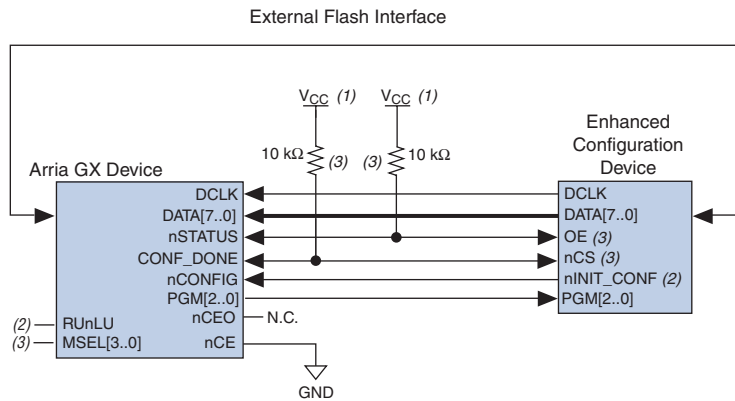 External Flash Interface
VCC (1) VCC (1)
10 kΩ (3) (3) 10 kΩ
Enhanced
Configuration
Device
Arria GX Device
DCLK DCLK
DATA[7..0] DATA[7..0]
nSTATUS OE (3)
CONF_DONE nCS (3)
nCONFIG nINIT_CONF (2)
PGM[2..0] PGM[2..0]
nCEO N.C.
(2) RUnLU
(3) MSEL[3..0] nCE
GND